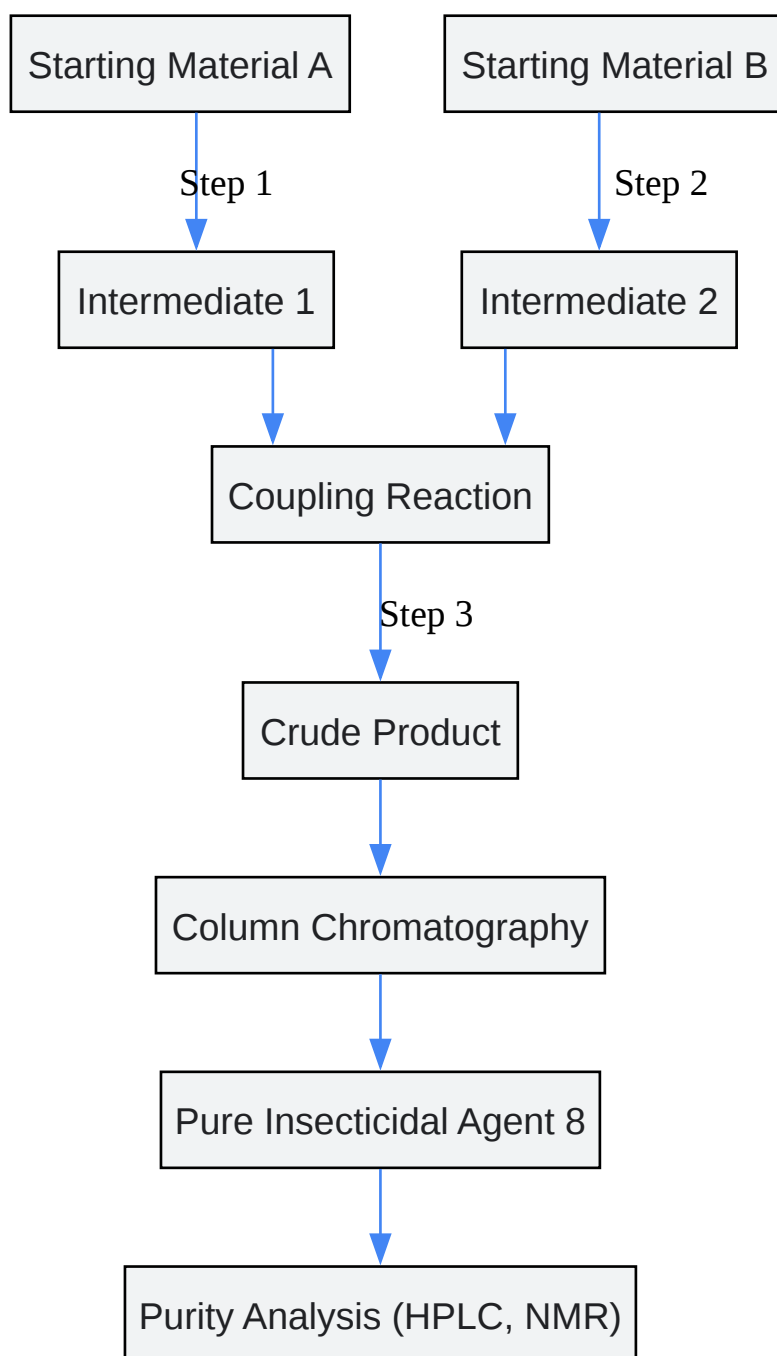 Starting Material A
Starting Material B
Step 1
Step 2
Intermediate 1
Intermediate 2
Coupling Reaction
Step 3
Crude Product
Column Chromatography
Pure Insecticidal Agent 8
Purity Analysis (HPLC, NMR)